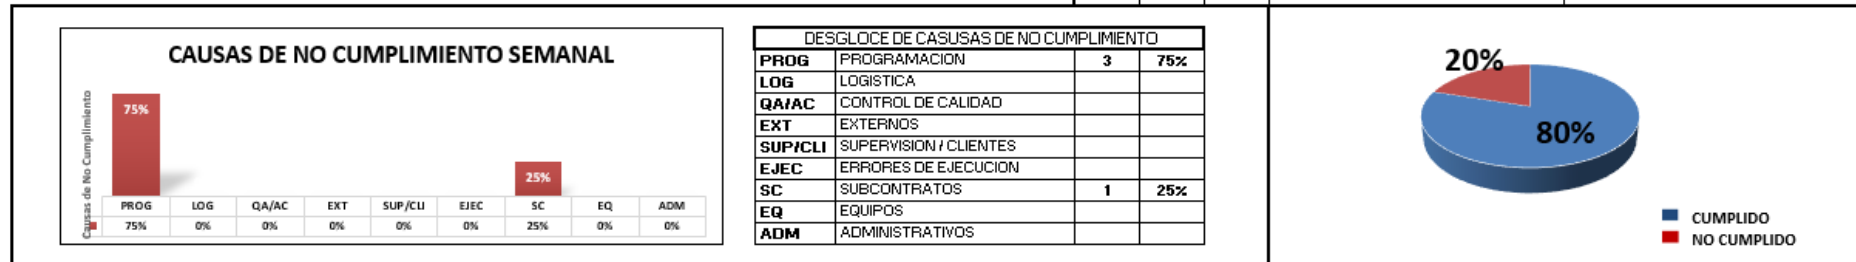 CAUSAS DE NO CUMPLIMIENTO SEMANAL
Causas de No Cumplimiento
75%
25%
PROG LOG QA/AC EXT SUP/CLI EJEC SC EQ ADM
75% 0% 0% 0% 0% 0% 25% 0% 0%
DESGLOCE DE CASUSAS DE NO CUMPLIMIENTO
PROG PROGRAMACION 3 75%
LOG LOGISTICA
QA/AC CONTROL DE CALIDAD
EXT EXTERNOS
SUP/CLI SUPERVISION / CLIENTES
EJEC ERRORES DE EJECUCION
SC SUBCONTRATOS 1 25%
EQ EQUIPOS
ADM ADMINISTRATIVOS
20%
80%
CUMPLIDO
NO CUMPLIDO